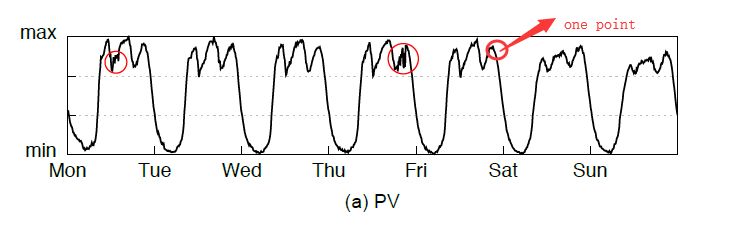 max
one point
min
Mon Tue Wed Thu Fri Sat Sun
(a) PV